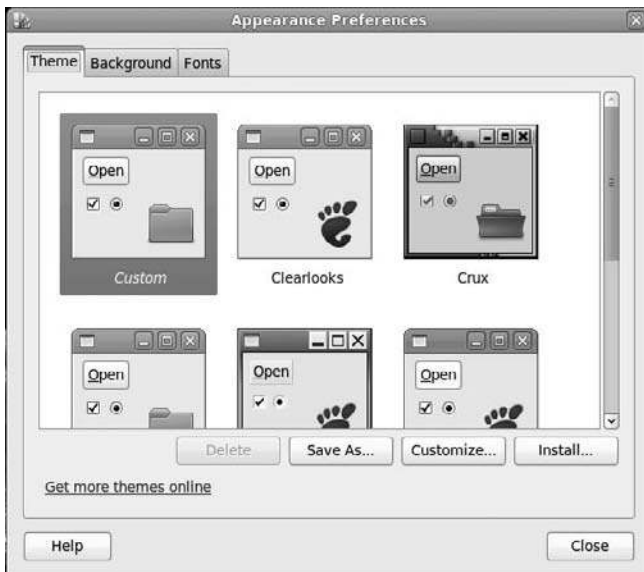 Appearance Preferences
Theme Background Fonts
Open Open Open
Custom Clearlooks Crux
Open Open Open
Delete Save As... Customize... Install...
Get more themes online
Help Close